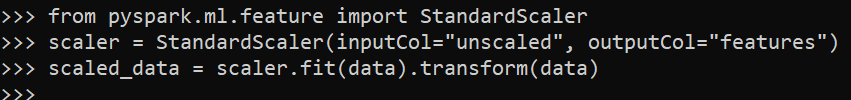 >>> from pyspark.ml.feature import StandardScaler
>>> scaler = StandardScaler(inputCol="unscaled", outputCol="features")
>>> scaled_data = scaler.fit(data).transform(data)
>>>